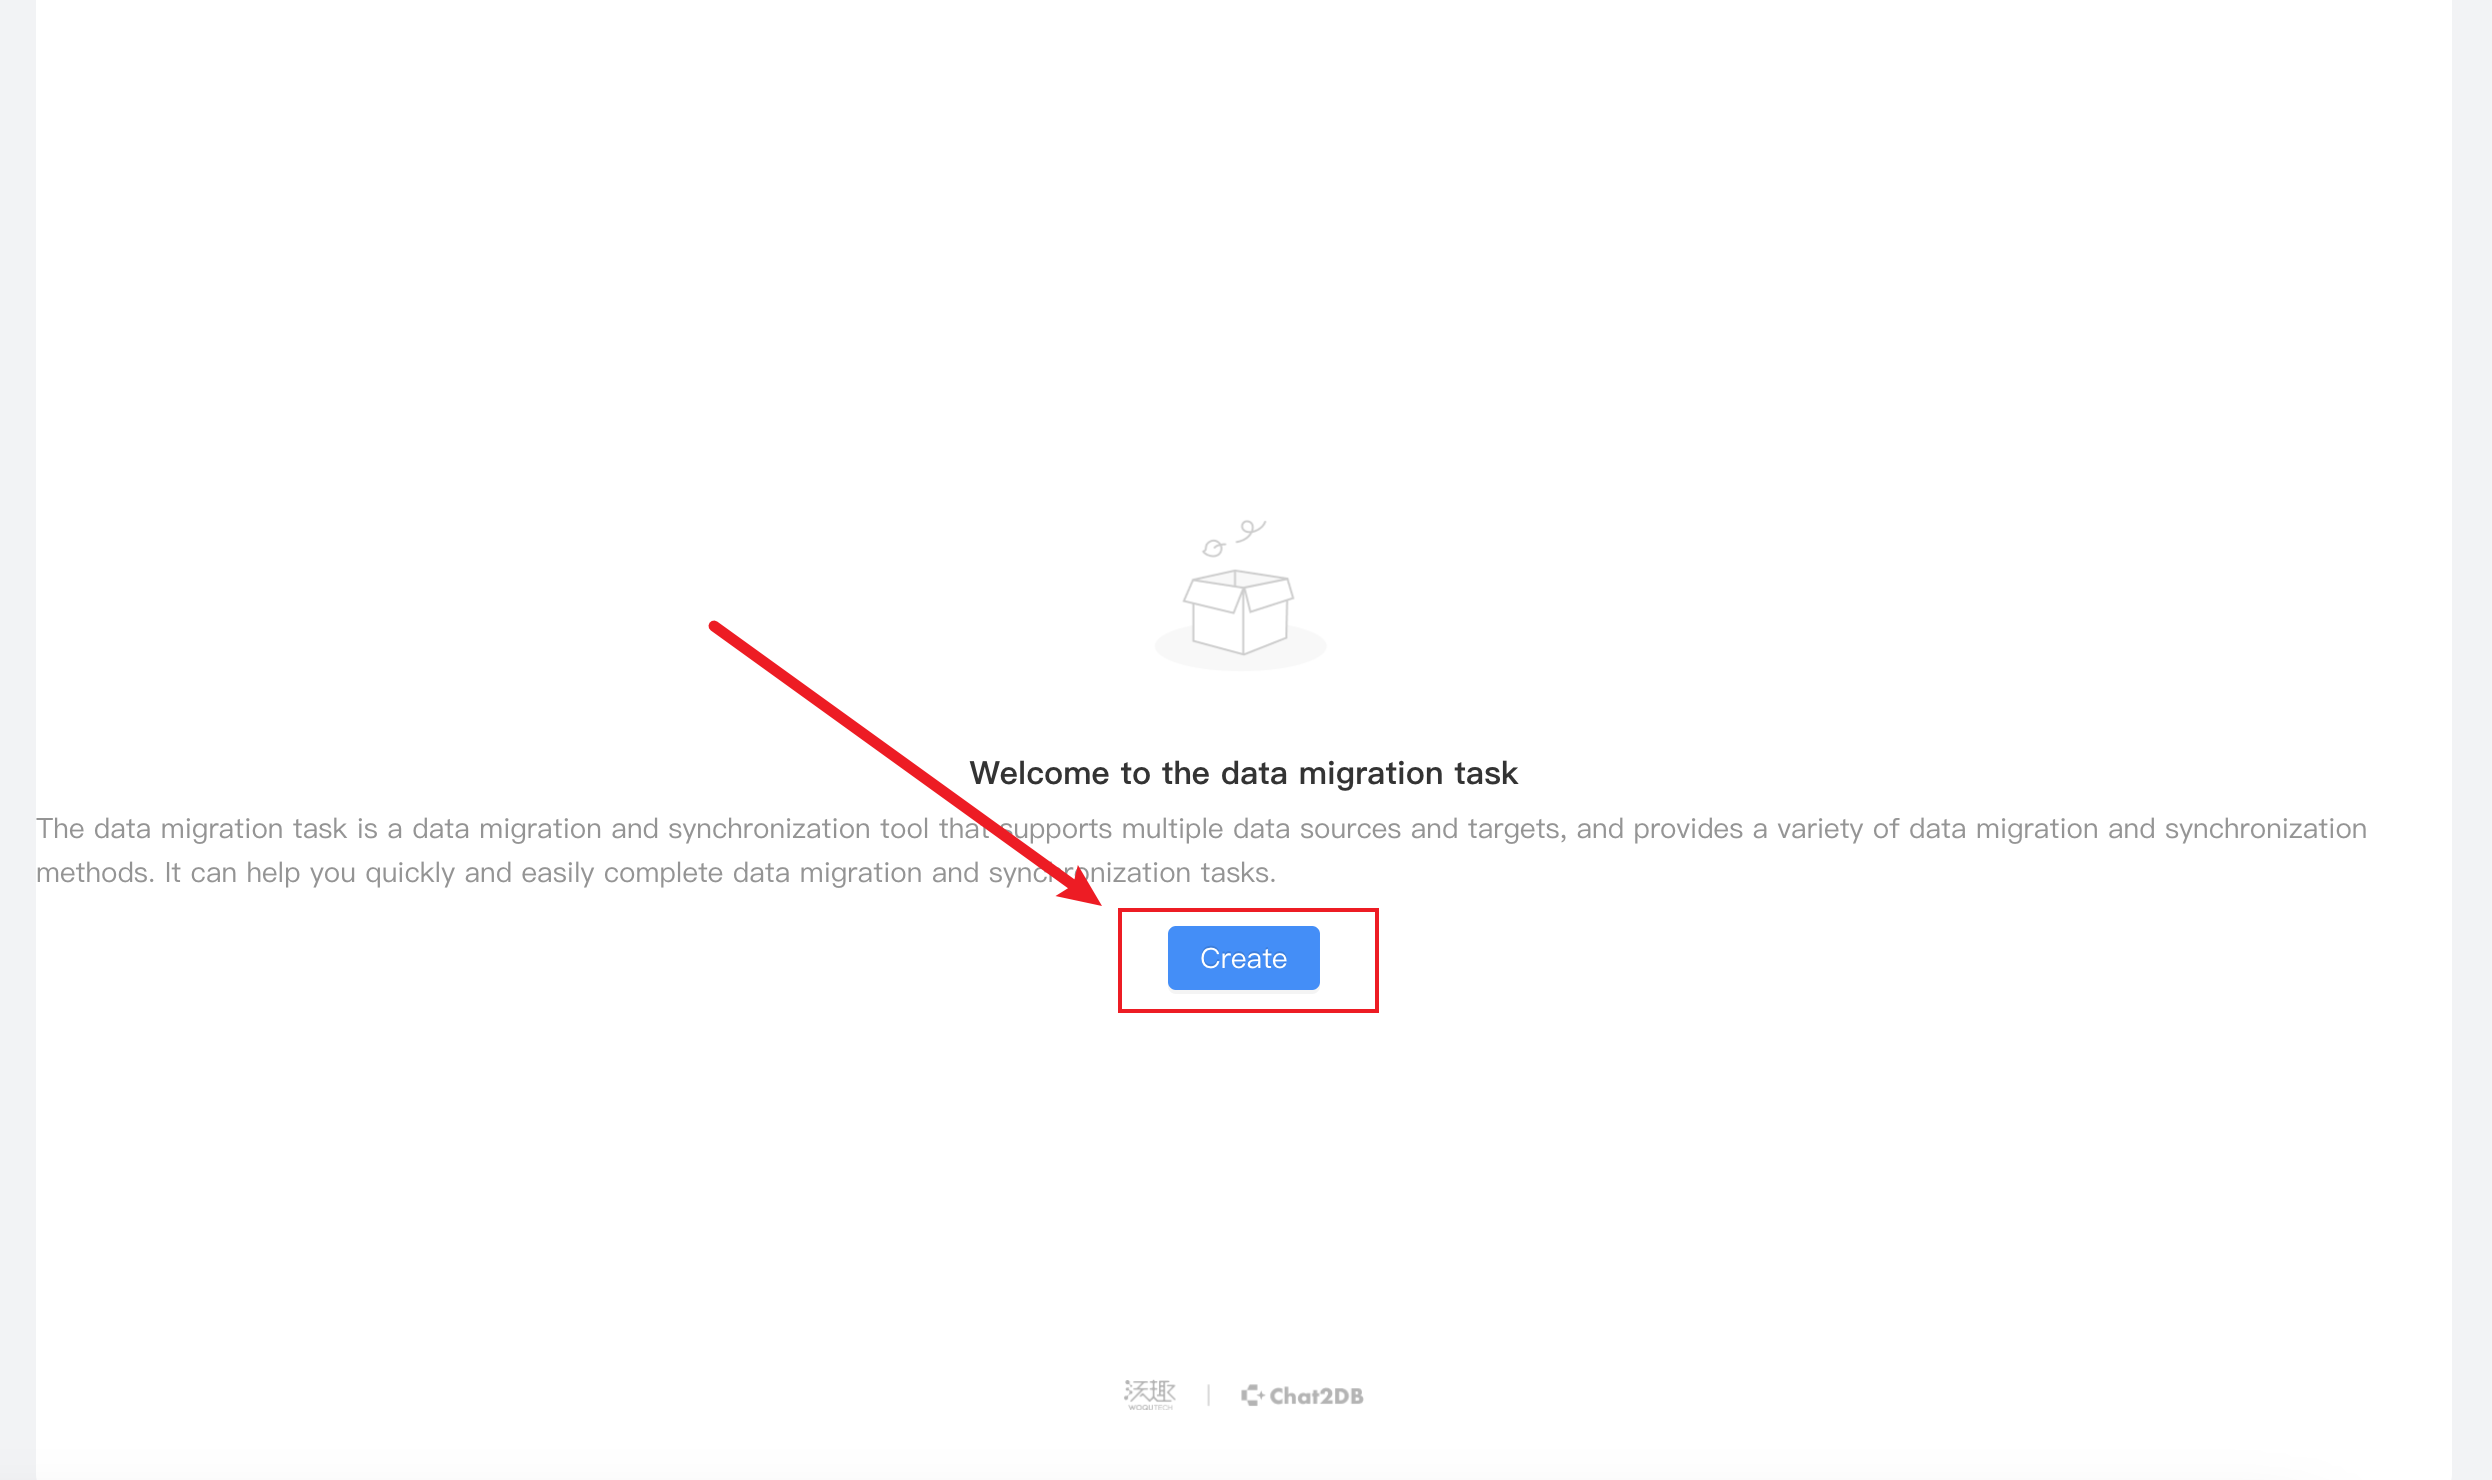 Welcome to the data migration task
The data migration task is a data migration and synchronization tool that supports multiple data sources and targets, and provides a variety of data migration and synchronization
methods. It can help you quickly and easily complete data migration and synchronization tasks.
Create
沃趣 | Chat2DB
WOQUTECH